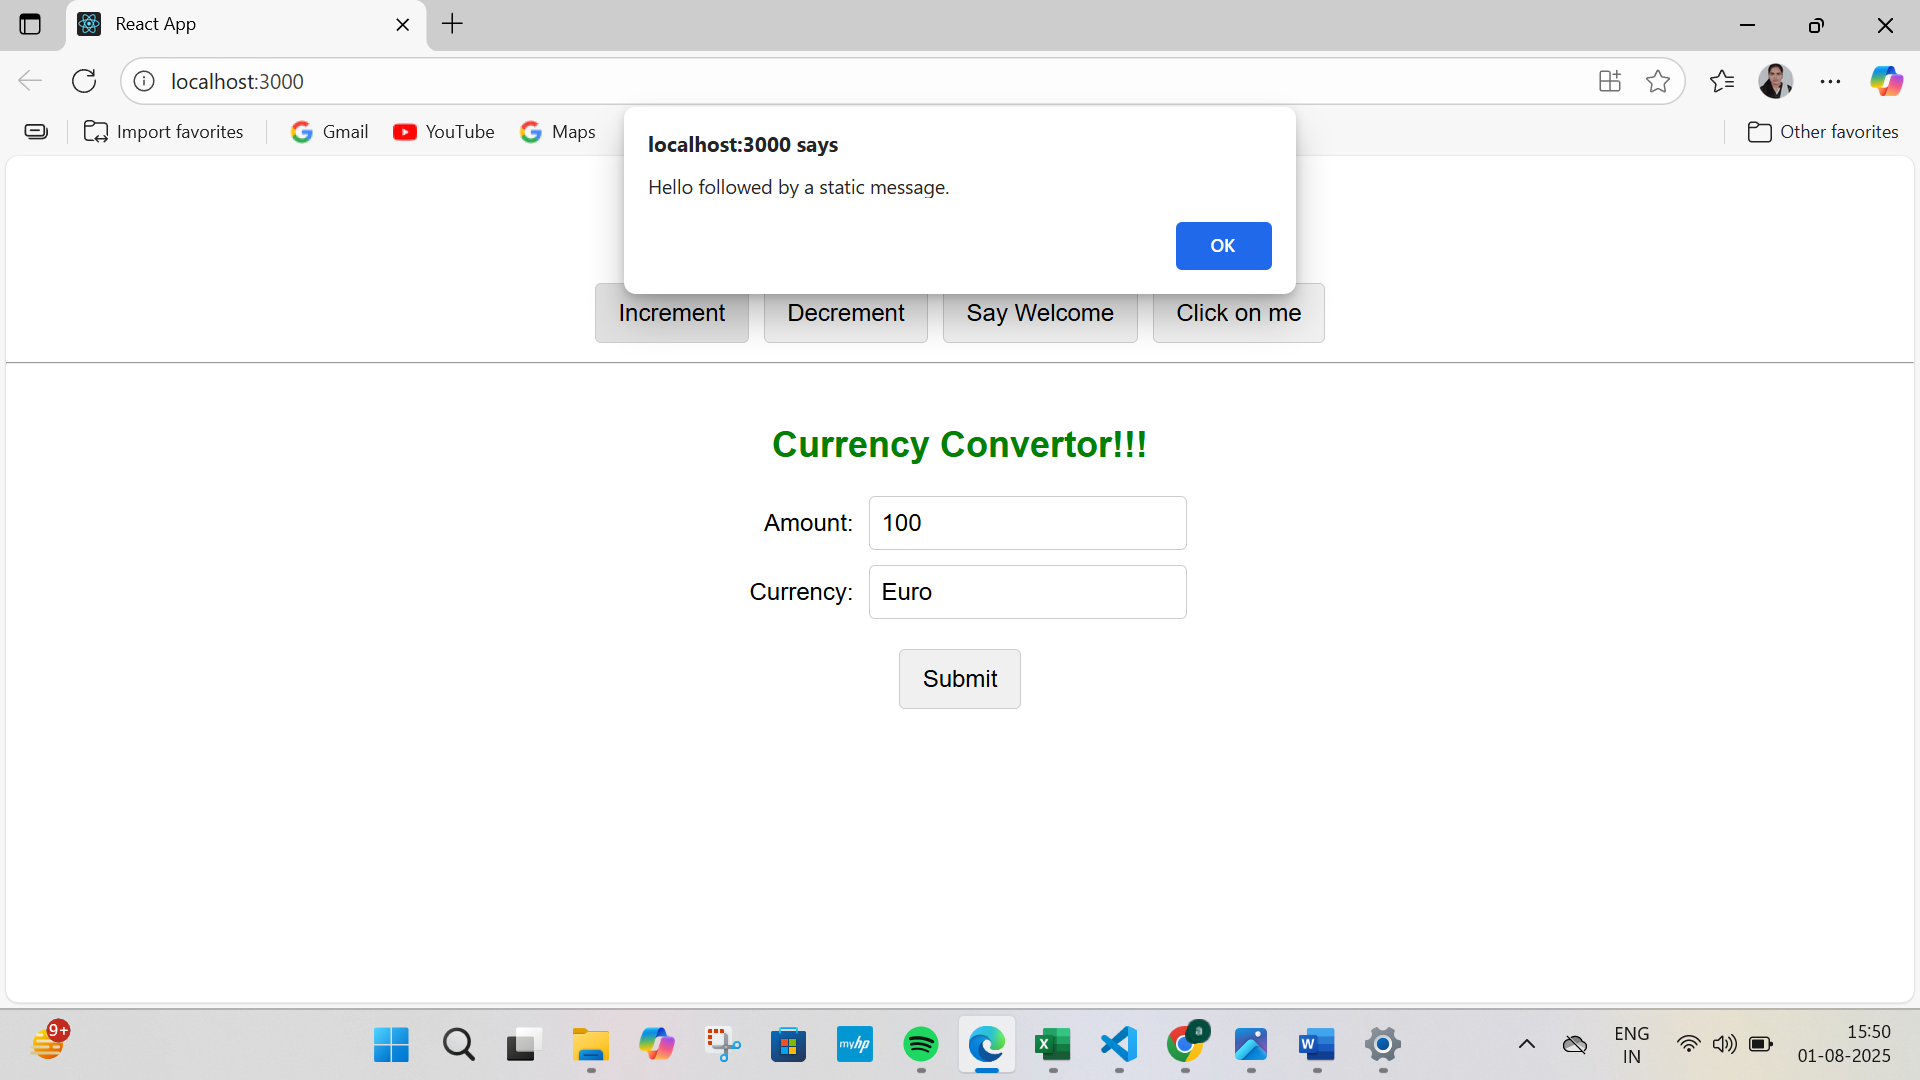 React App
localhost:3000
Import favorites
Gmail
YouTube
Maps
Other favorites
localhost:3000 says
Hello followed by a static message.
OK
Increment
Decrement
Say Welcome
Click on me
Currency Convertor!!!
Amount: 100
Currency: Euro
Submit
9+
myhp
X
a
W
ENG
IN
15:50
01-08-2025